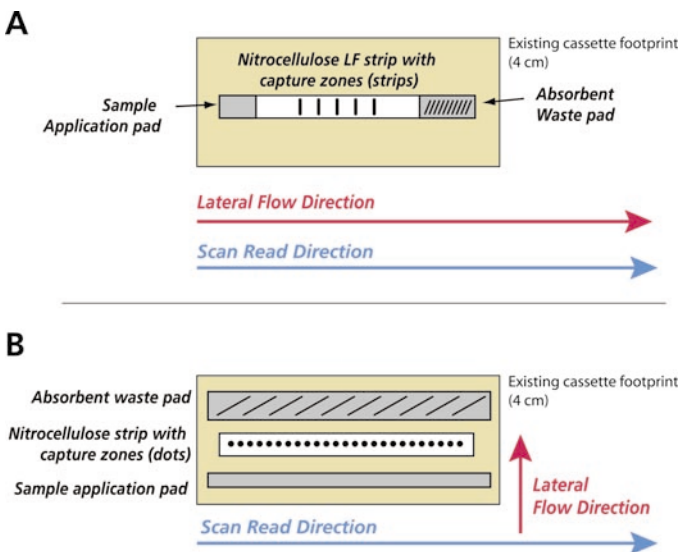 A
Nitrocellulose LF strip with
capture zones (strips)
Existing cassette footprint
(4 cm)
Sample
Application pad
Absorbent
Waste pad
Lateral Flow Direction
Scan Read Direction
B
Absorbent waste pad
Existing cassette footprint
(4 cm)
Nitrocellulose strip with
capture zones (dots)
Sample application pad
Lateral
Flow Direction
Scan Read Direction